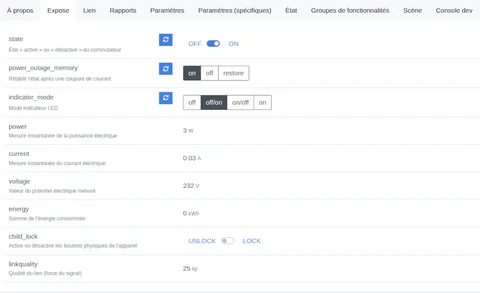 À propos Expose Lien Rapports Paramètres Paramètres (spécifiques) État Groupes de fonctionnalités Scène Console dev
state
État « activé » ou « désactivé » du commutateur
OFF ON
power_outage_memory
Rétablir l'état après une coupure de courant
on off restore
indicator_mode
Mode indicateur LED
off off/on on/off on
power
Mesure instantanée de la puissance électrique
3 W
current
Mesure instantanée du courant électrique
0.03 A
voltage
Valeur du potentiel électrique mesuré
232 V
energy
Somme de l'énergie consommée
0 kWh
child_lock
Active ou désactive les boutons physiques de l'appareil
UNLOCK LOCK
linkquality
Qualité du lien (force du signal)
25 lqi